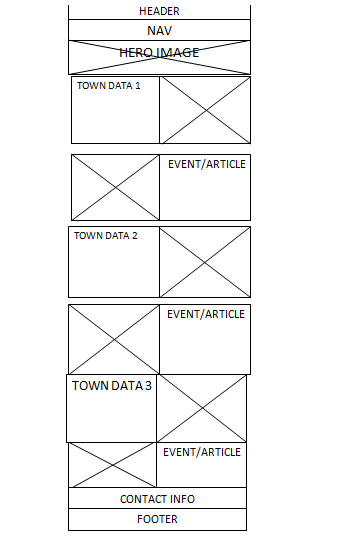 HEADER
NAV
HERO IMAGE
TOWN DATA 1
EVENT/ARTICLE
TOWN DATA 2
EVENT/ARTICLE
TOWN DATA 3
EVENT/ARTICLE
CONTACT INFO
FOOTER